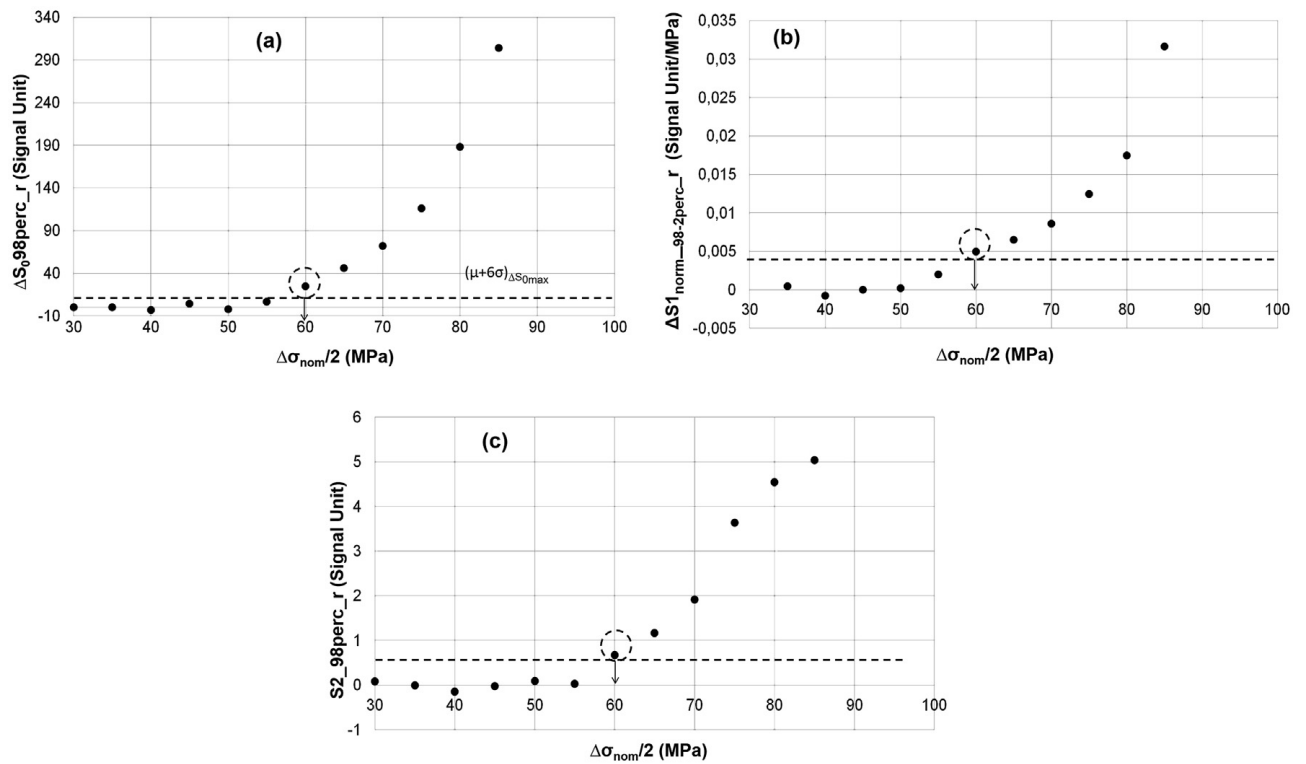 (a)
ΔS₀98perc_r (Signal Unit)
340
290
240
190
140
90
40
-10
(μ+6σ)ΔS0max
30 40 50 60 70 80 90 100
Δσnom/2 (MPa)
(b)
ΔS1norm_98-2perc_r (Signal Unit/MPa)
0,035
0,03
0,025
0,02
0,015
0,01
0,005
0
-0,005
30 40 50 60 70 80 90 100
Δσnom/2 (MPa)
(c)
S2_98perc_r (Signal Unit)
6
5
4
3
2
1
0
-1
30 40 50 60 70 80 90 100
Δσnom/2 (MPa)